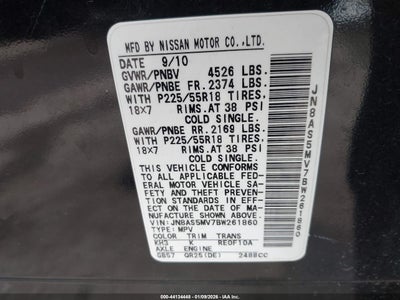 MFD BY NISSAN MOTOR CO.,LTD.
DATE 9/10
GVWR/PNBV 4526 LBS.
GAWR/PNBE FR. 2374 LBS.
WITH P225/55R18 TIRES,
18X7 RIMS, AT 38 PSI
COLD SINGLE.
GAWR/PNBE RR. 2169 LBS.
WITH P225/55R18 TIRES,
18X7 RIMS, AT 38 PSI
COLD SINGLE.
THIS VEHICLE CONFORMS
TO ALL APPLICABLE FED-
ERAL MOTOR VEHICLE SA-
FETY AND THEFT PREVEN-
TION STANDARDS IN
EFFECT ON THE DATE OF MA-
NUFACTURE SHOWN ABOVE.
VIN: JN8AS5MV7BW261860
TYPE: MPV
COLOR TRIM TRANS
KH3 K RE0F10A
AXLE ENGINE
GB57 QR25(DE) 2488CC
JN8AS5MV7BW261860
ID: 44134448 - 01/09/2026 - © IAA